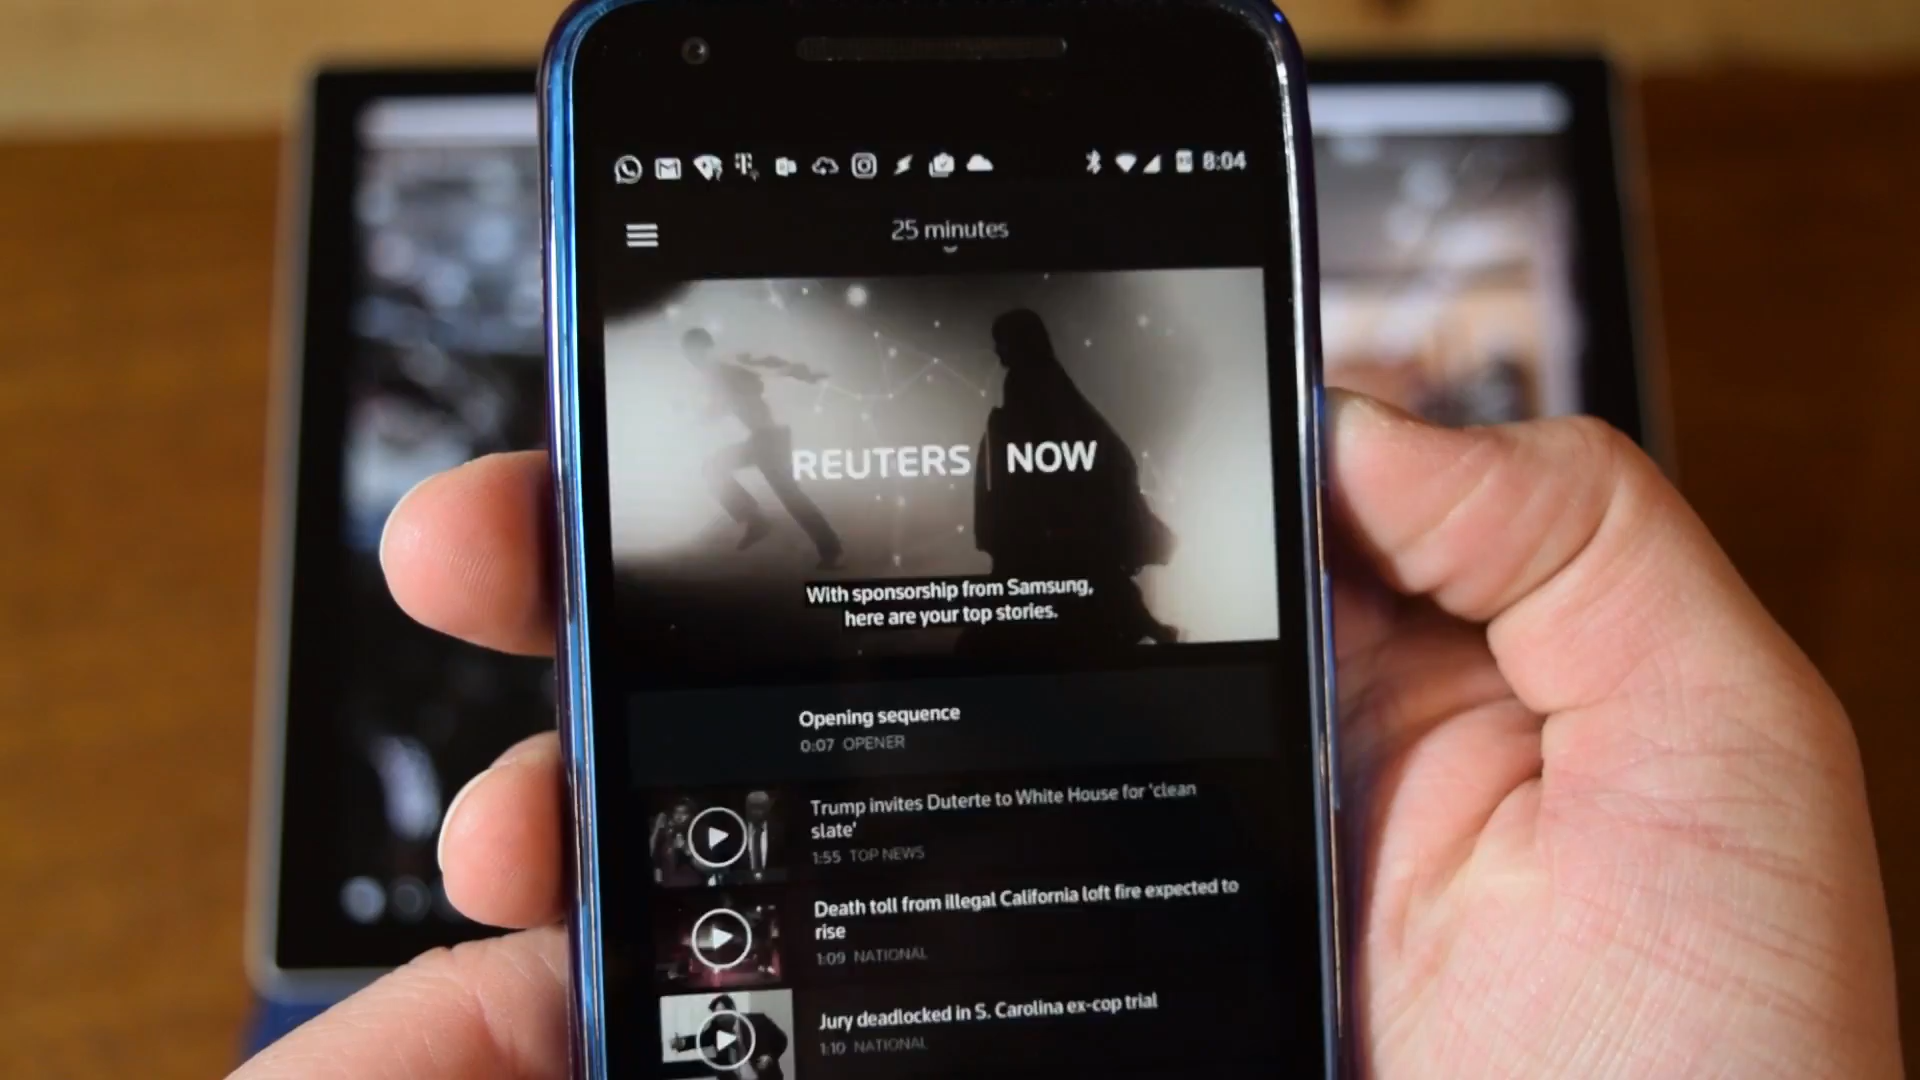 8:04
25 minutes
REUTERS NOW
With sponsorship from Samsung,
here are your top stories.
Opening sequence
0:07 OPENER
Trump invites Duterte to White House for 'clean
slate'
1:55 TOP NEWS
Death toll from illegal California loft fire expected to
rise
1:09 NATIONAL
Jury deadlocked in S. Carolina ex-cop trial
1:10 NATIONAL